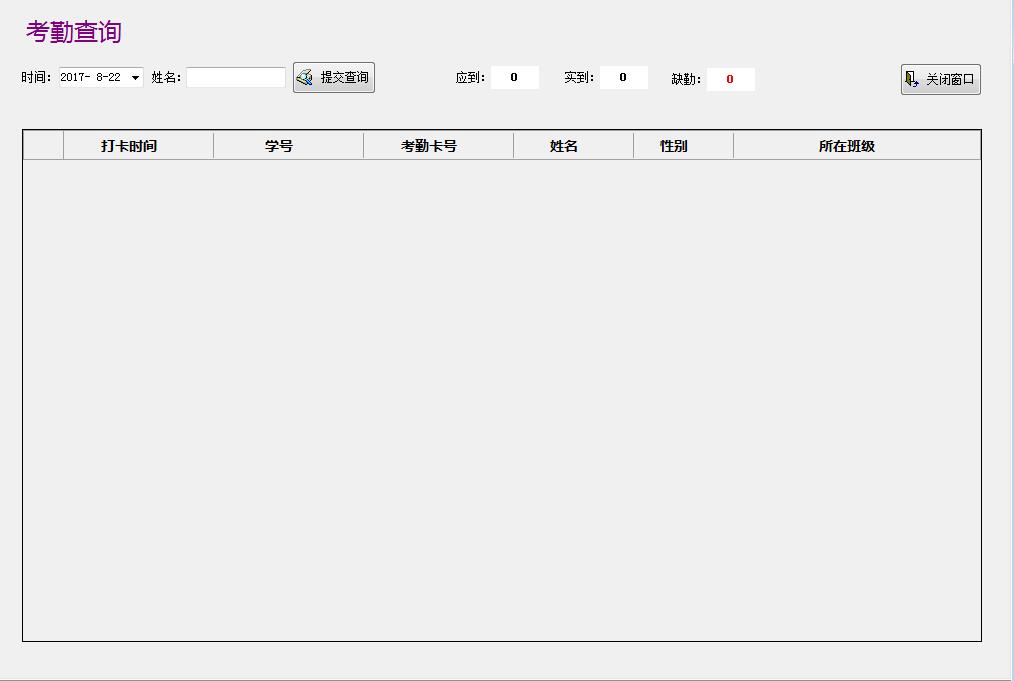 考勤查询
时间： 2017- 8-22 姓名： 提交查询 应到： 0 实到： 0 缺勤： 0 关闭窗口
打卡时间 学号 考勤卡号 姓名 性别 所在班级